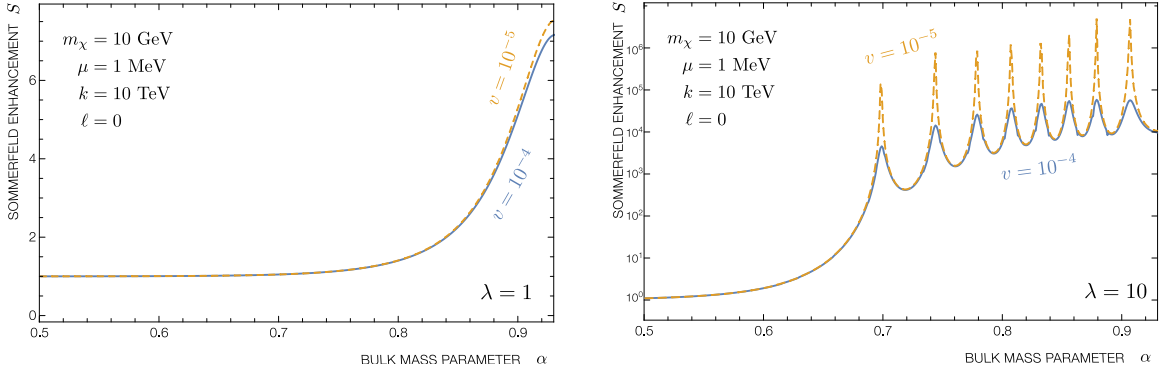 SOMMERFELD ENHANCEMENT S
m_χ = 10 GeV
μ = 1 MeV
k = 10 TeV
ℓ = 0
v = 10^{-5}
v = 10^{-4}
λ = 1
7
5
2
1
0
0.5
0.6
0.7
0.8
0.9
BULK MASS PARAMETER α
SOMMERFELD ENHANCEMENT S
m_χ = 10 GeV
μ = 1 MeV
k = 10 TeV
ℓ = 0
v = 10^{-5}
v = 10^{-4}
λ = 10
10^6
10^5
10^4
10^3
10^2
10^1
10^0
0.5
0.6
0.7
0.8
0.9
BULK MASS PARAMETER α